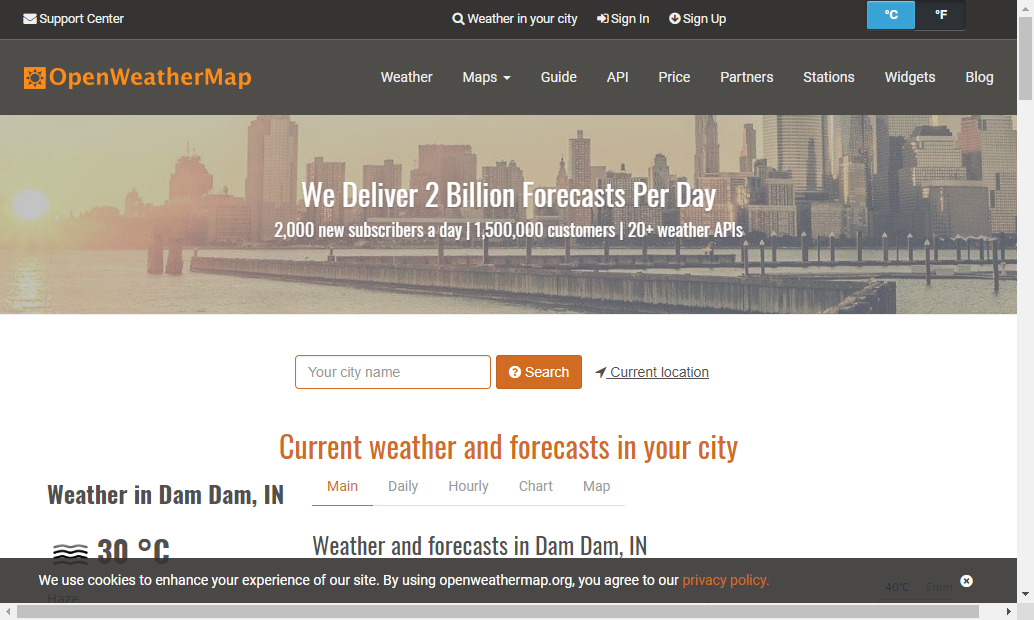 Support Center
Weather in your city
Sign In
Sign Up
°C
°F
OpenWeatherMap
Weather
Maps
Guide
API
Price
Partners
Stations
Widgets
Blog
We Deliver 2 Billion Forecasts Per Day
2,000 new subscribers a day | 1,500,000 customers | 20+ weather APIs
Your city name
Search
Current location
Current weather and forecasts in your city
Weather in Dam Dam, IN
Main
Daily
Hourly
Chart
Map
30 °C
Weather and forecasts in Dam Dam, IN
We use cookies to enhance your experience of our site. By using openweathermap.org, you agree to our privacy policy.
40°C
5mm
Haze